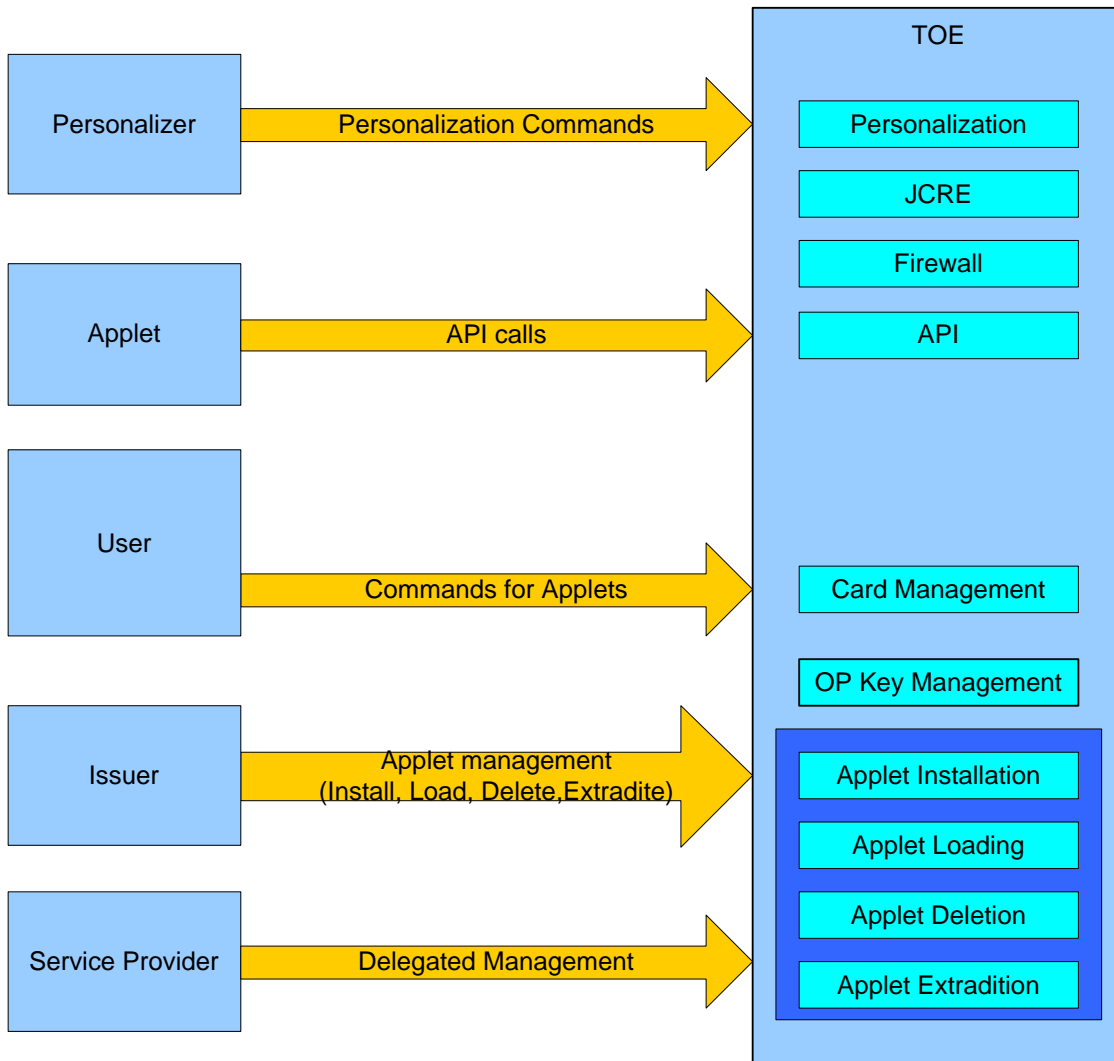 TOE
Personalizer
Personalization Commands
Personalization
JCRE
Firewall
Applet
API calls
API
User
Commands for Applets
Card Management
OP Key Management
Issuer
Applet management
(Install, Load, Delete,Extradite)
Applet Installation
Applet Loading
Applet Deletion
Service Provider
Delegated Management
Applet Extradition